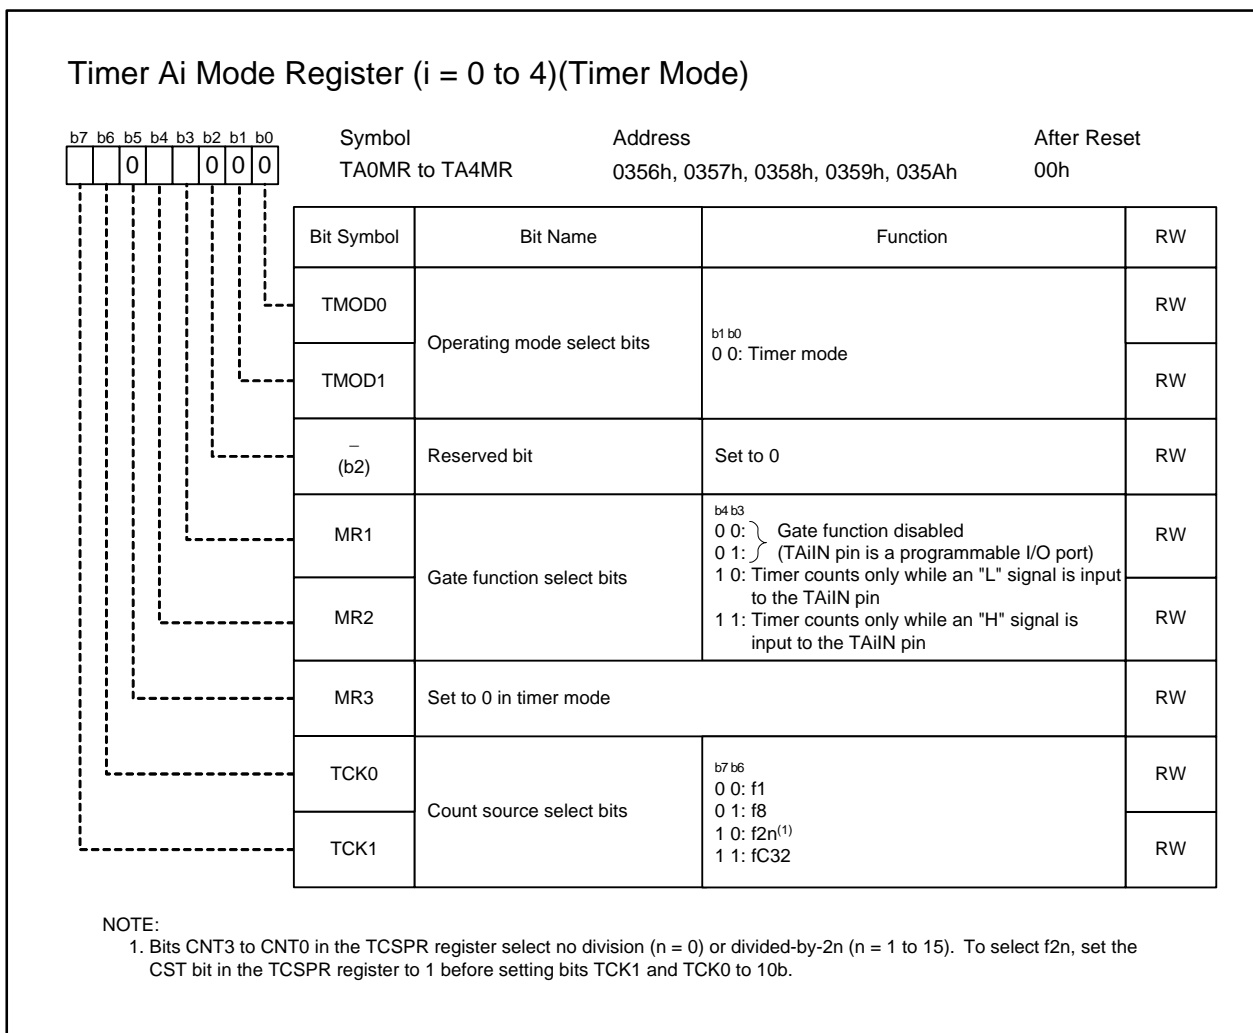 Timer Ai Mode Register (i = 0 to 4)(Timer Mode)
b7 b6 b5 b4 b3 b2 b1 b0
0 0 0 0
Symbol Address After Reset
TA0MR to TA4MR 0356h, 0357h, 0358h, 0359h, 035Ah 00h
Bit Symbol Bit Name Function RW
TMOD0 RW
Operating mode select bits
b1 b0
0 0: Timer mode
TMOD1 RW
–
(b2) Reserved bit Set to 0 RW
MR1 RW
Gate function select bits
b4 b3
0 0: Gate function disabled
0 1: (TAiIN pin is a programmable I/O port)
1 0: Timer counts only while an "L" signal is input
to the TAiIN pin
1 1: Timer counts only while an "H" signal is
input to the TAiIN pin
MR2 RW
MR3 Set to 0 in timer mode RW
TCK0 RW
Count source select bits
b7 b6
0 0: f1
0 1: f8
1 0: f2n(1)
1 1: fC32
TCK1 RW
NOTE:
1. Bits CNT3 to CNT0 in the TCSPR register select no division (n = 0) or divided-by-2n (n = 1 to 15). To select f2n, set the
CST bit in the TCSPR register to 1 before setting bits TCK1 and TCK0 to 10b.